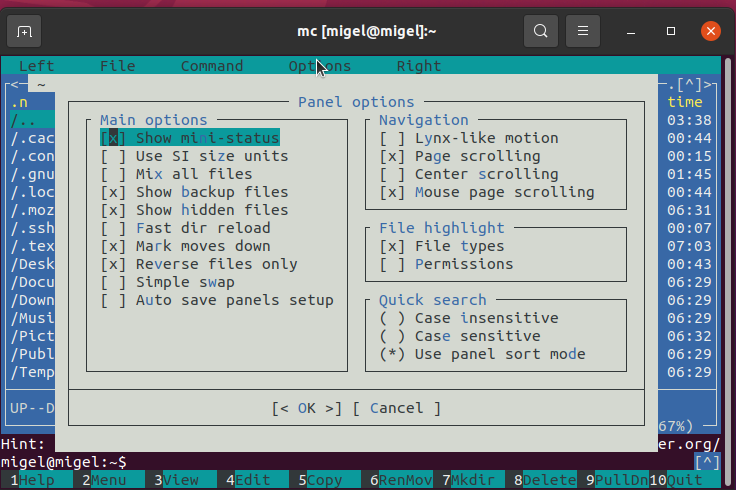 mc [migel@migel]:~
Left File Command Options Right
<─ ~ .[^]>
.n time
Panel options
Main options
[x] Show mini-status
[ ] Use SI size units
[ ] Mix all files
[x] Show backup files
[x] Show hidden files
[ ] Fast dir reload
[x] Mark moves down
[x] Reverse files only
[ ] Simple swap
[ ] Auto save panels setup
Navigation
[ ] Lynx-like motion
[x] Page scrolling
[ ] Center scrolling
[x] Mouse page scrolling
File highlight
[x] File types
[ ] Permissions
Quick search
( ) Case insensitive
( ) Case sensitive
(*) Use panel sort mode
[< OK >] [ Cancel ]
/..
/.cac
/.con
/.gnu
/.loc
/.moz
/.ssh
/.tex
/Desk
/Docu
/Down
/Musi
/Pict
/Publ
/Temp
03:38
00:44
00:15
01:45
00:44
06:31
00:07
07:03
00:43
06:29
06:29
06:29
06:32
06:29
06:29
UP--D
67%)
Hint: er.org/
migel@migel:~$ [^]
1Help 2Menu 3View 4Edit 5Copy 6RenMov 7Mkdir 8Delete 9PullDn 10Quit